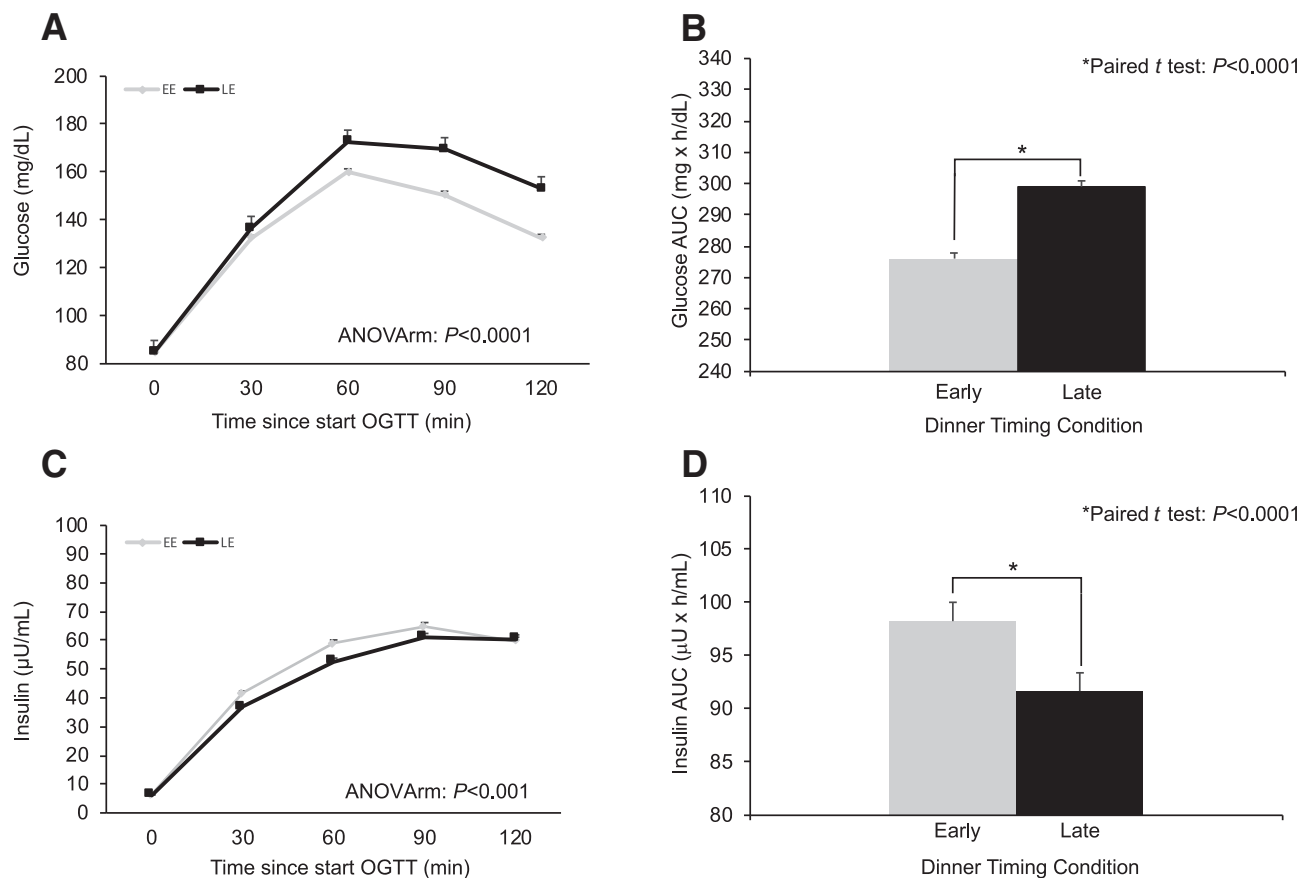 A
Glucose (mg/dL)
200
180
160
140
120
100
80
EE LE
ANOVArm: P<0.0001
0 30 60 90 120
Time since start OGTT (min)
B
Glucose AUC (mg x h/dL)
340
330
320
310
300
290
280
270
260
250
240
*Paired t test: P<0.0001
*
Early Late
Dinner Timing Condition
C
Insulin (µU/mL)
100
90
80
70
60
50
40
30
20
10
0
EE LE
ANOVArm: P<0.001
0 30 60 90 120
Time since start OGTT (min)
D
Insulin AUC (µU x h/mL)
110
105
100
95
90
85
80
*Paired t test: P<0.0001
*
Early Late
Dinner Timing Condition